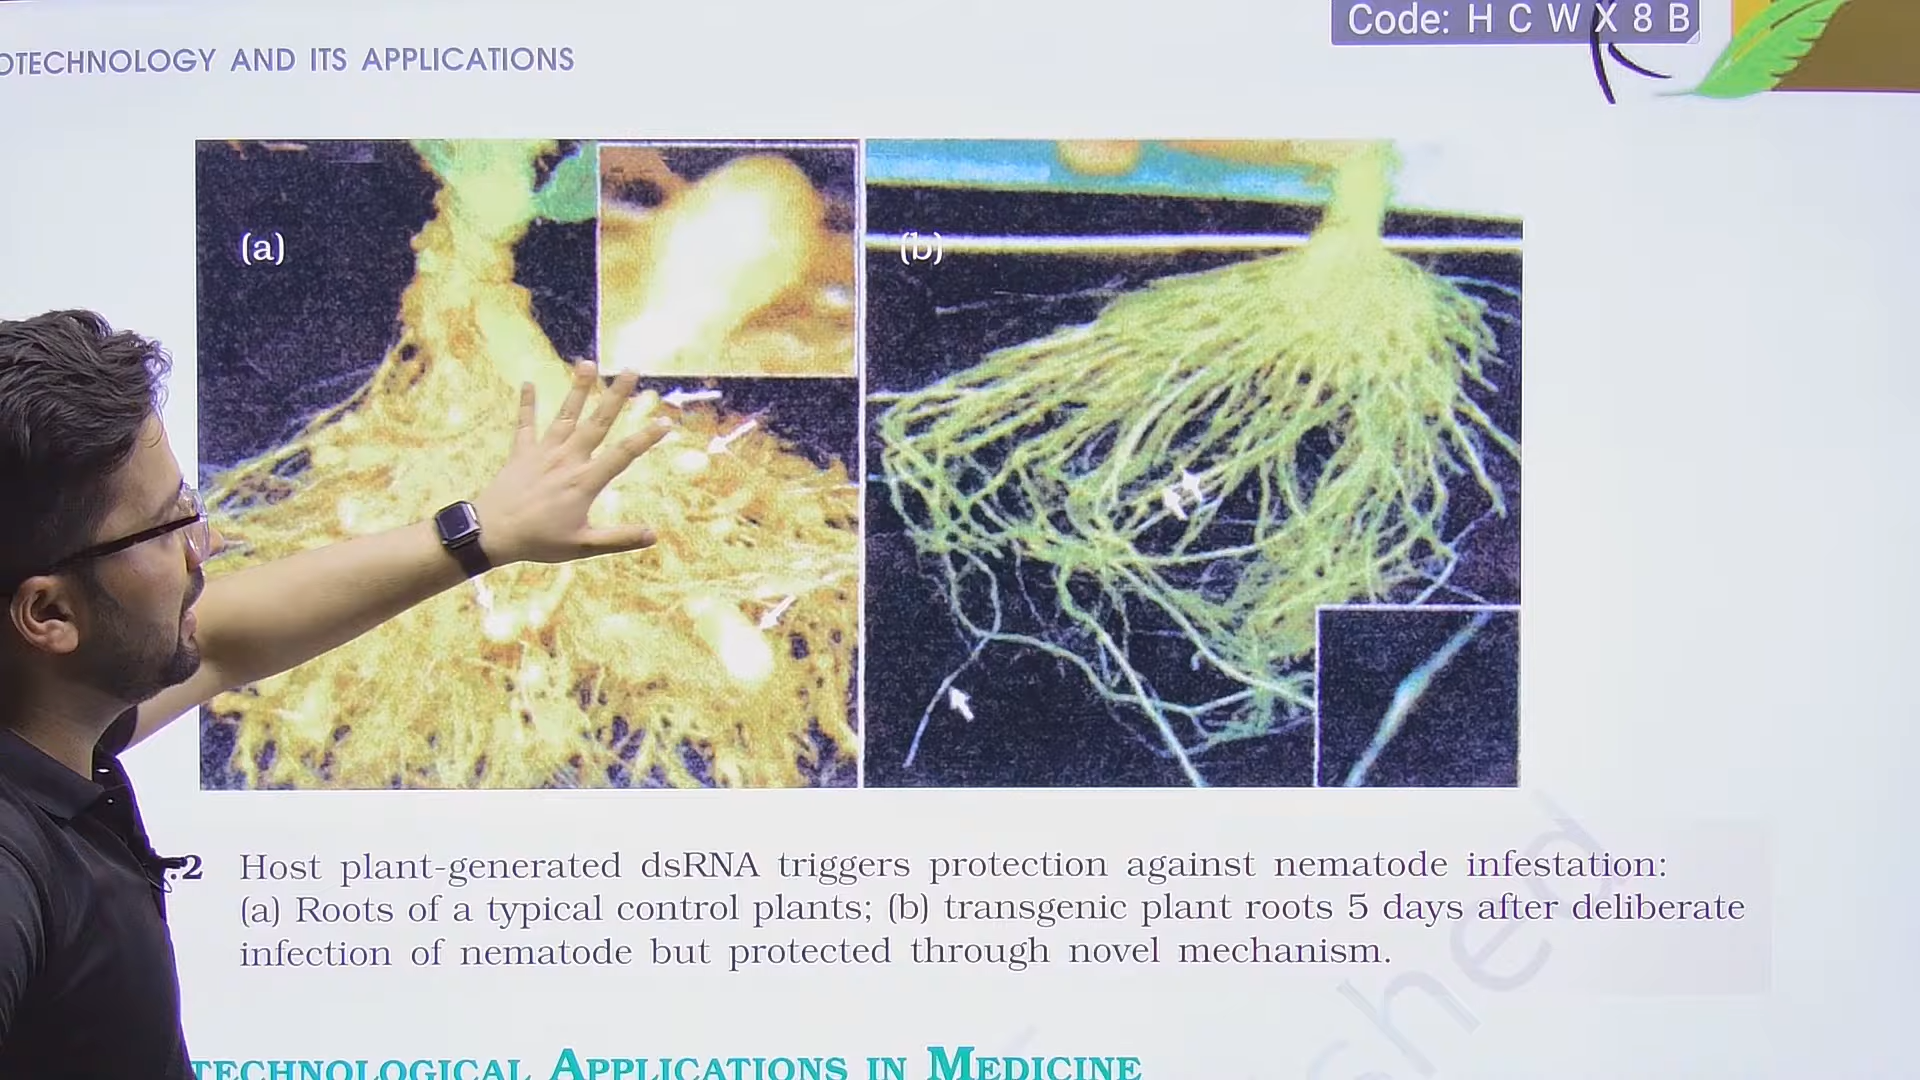 Code: H C W X 8 B
OTECHNOLOGY AND ITS APPLICATIONS
(a)
(b)
.2 Host plant-generated dsRNA triggers protection against nematode infestation:
(a) Roots of a typical control plants; (b) transgenic plant roots 5 days after deliberate
infection of nematode but protected through novel mechanism.
shed
TECHNOLOGICAL APPLICATIONS IN MEDICINE